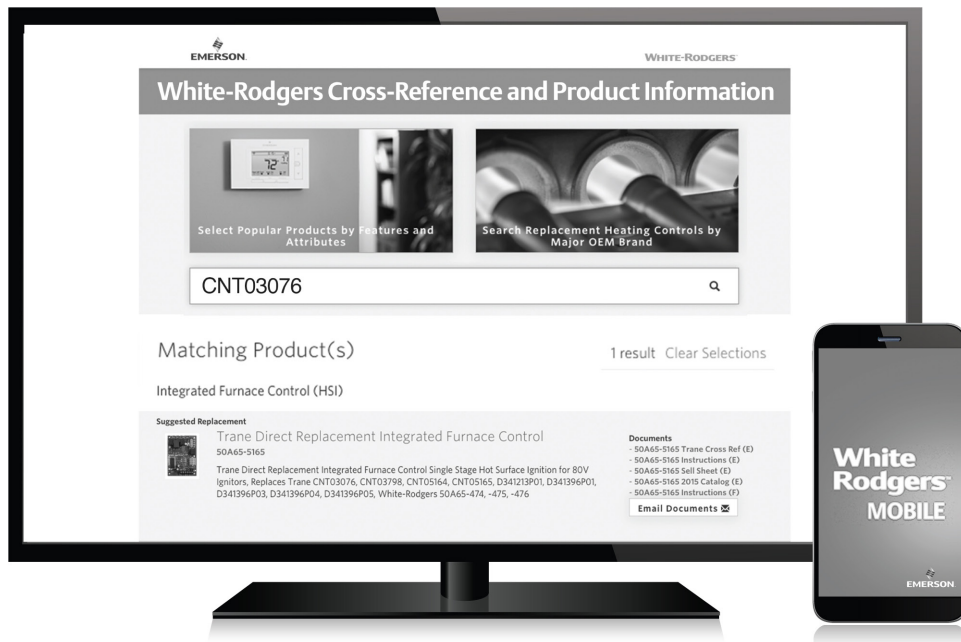 EMERSON
WHITE-RODGERS
White-Rodgers Cross-Reference and Product Information
72°
Select Popular Products by Features and
Attributes
Search Replacement Heating Controls by
Major OEM Brand
CNT03076
Matching Product(s)
1 result Clear Selections
Integrated Furnace Control (HSI)
Suggested Replacement
Trane Direct Replacement Integrated Furnace Control
50A65-5165
Trane Direct Replacement Integrated Furnace Control Single Stage Hot Surface Ignition for 80V
Ignitors, Replaces Trane CNT03076, CNT03798, CNT05164, CNT05165, D341213P01, D341396P01,
D341396P03, D341396P04, D341396P05, White-Rodgers 50A65-474, -475, -476
Documents
- 50A65-5165 Trane Cross Ref (E)
- 50A65-5165 Instructions (E)
- 50A65-5165 Sell Sheet (E)
- 50A65-5165 2015 Catalog (E)
- 50A65-5165 Instructions (F)
Email Documents
White
Rodgers
MOBILE
EMERSON